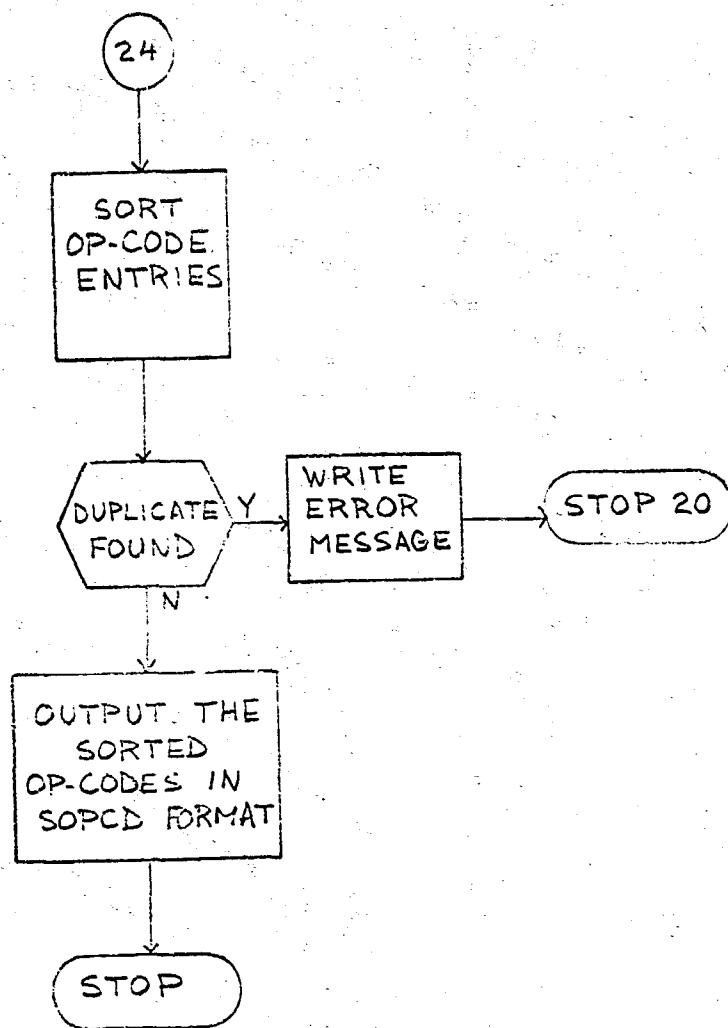 24
SORT
OP-CODE
ENTRIES
DUPLICATE
FOUND
Y
WRITE
ERROR
MESSAGE
STOP 20
N
OUTPUT THE
SORTED
OP-CODES IN
SOPCD FORMAT
STOP